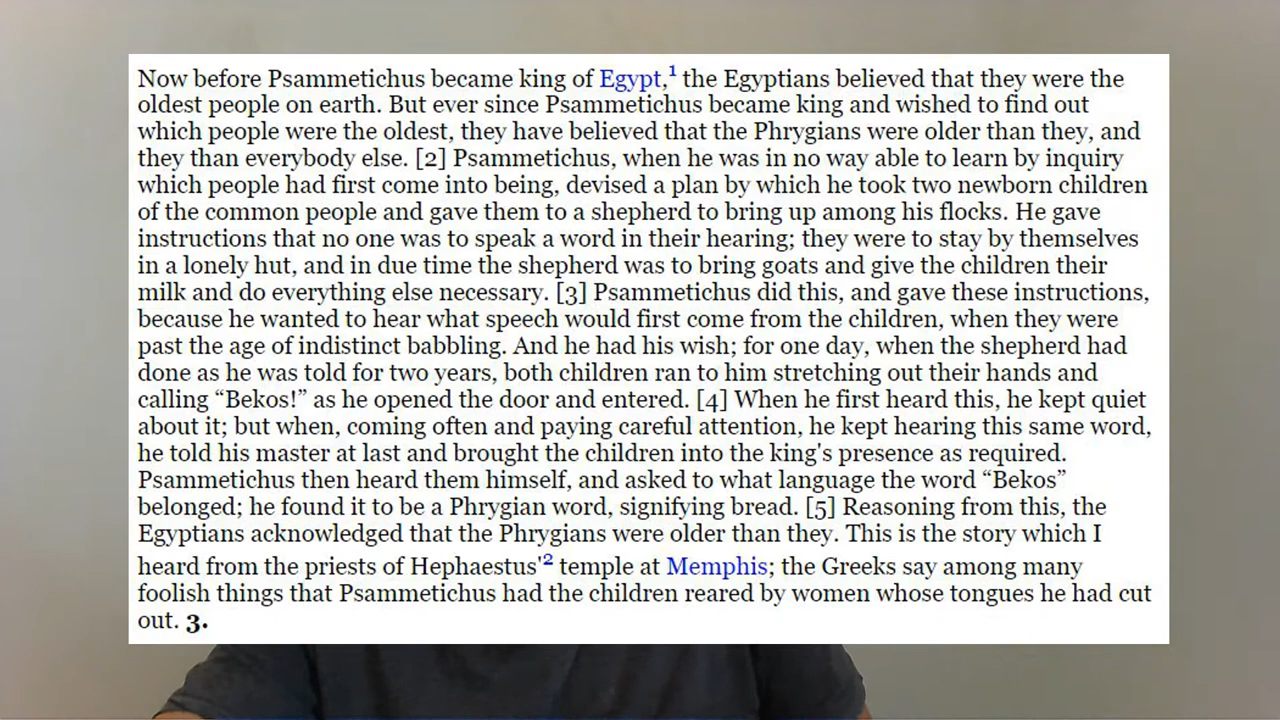 Now before Psammetichus became king of Egypt,¹ the Egyptians believed that they were the
oldest people on earth. But ever since Psammetichus became king and wished to find out
which people were the oldest, they have believed that the Phrygians were older than they, and
they than everybody else. [2] Psammetichus, when he was in no way able to learn by inquiry
which people had first come into being, devised a plan by which he took two newborn children
of the common people and gave them to a shepherd to bring up among his flocks. He gave
instructions that no one was to speak a word in their hearing; they were to stay by themselves
in a lonely hut, and in due time the shepherd was to bring goats and give the children their
milk and do everything else necessary. [3] Psammetichus did this, and gave these instructions,
because he wanted to hear what speech would first come from the children, when they were
past the age of indistinct babbling. And he had his wish; for one day, when the shepherd had
done as he was told for two years, both children ran to him stretching out their hands and
calling “Bekos!” as he opened the door and entered. [4] When he first heard this, he kept quiet
about it; but when, coming often and paying careful attention, he kept hearing this same word,
he told his master at last and brought the children into the king's presence as required.
Psammetichus then heard them himself, and asked to what language the word “Bekos”
belonged; he found it to be a Phrygian word, signifying bread. [5] Reasoning from this, the
Egyptians acknowledged that the Phrygians were older than they. This is the story which I
heard from the priests of Hephaestus'² temple at Memphis; the Greeks say among many
foolish things that Psammetichus had the children reared by women whose tongues he had cut
out. 3.